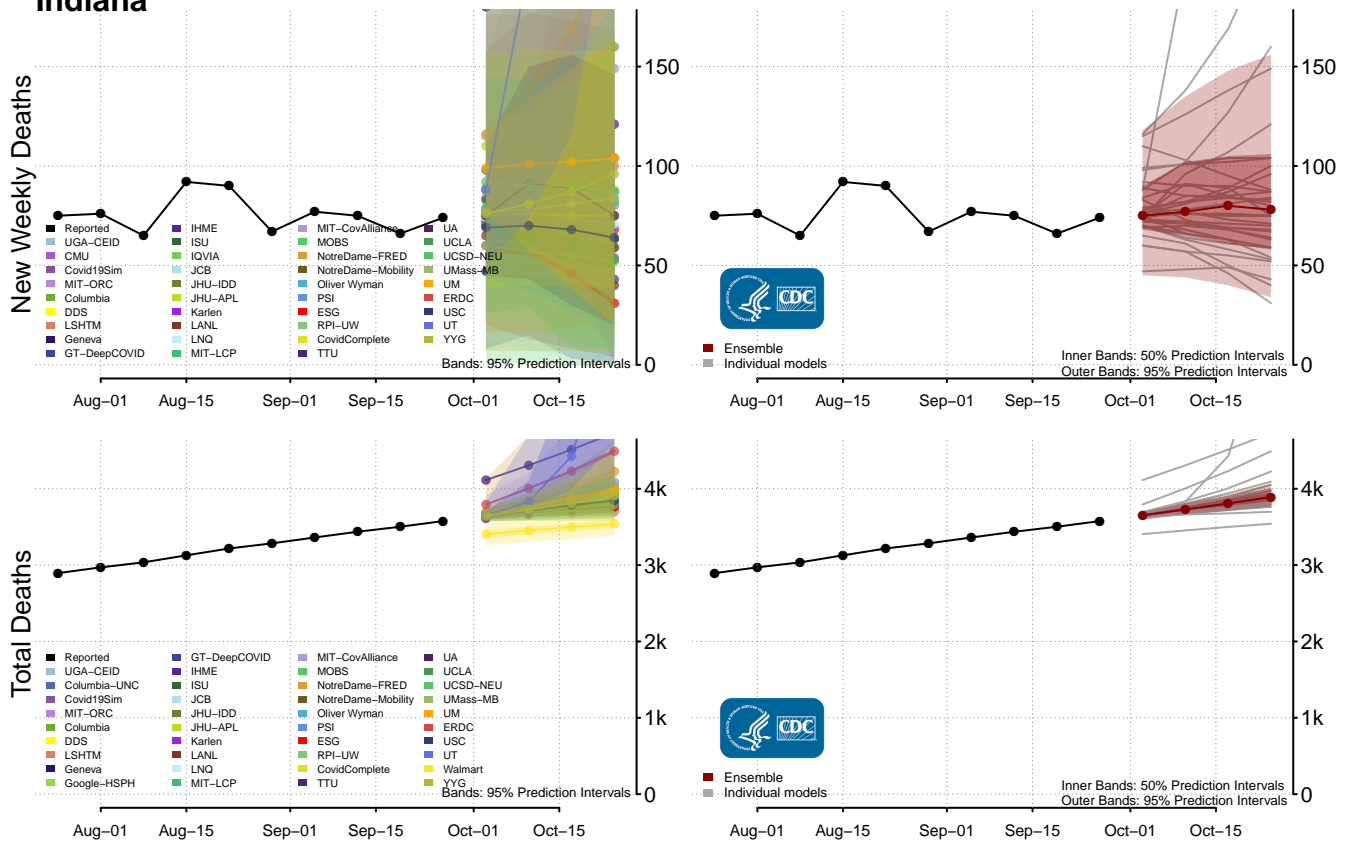 Indiana
New Weekly Deaths
150
100
50
0
Reported
UGA−CEID
CMU
Covid19Sim
MIT−ORC
Columbia
DDS
LSHTM
Geneva
GT−DeepCOVID
IHME
ISU
IQVIA
JCB
JHU−IDD
JHU−APL
Karlen
LANL
LNQ
MIT−LCP
MIT−CovAlliance
MOBS
NotreDame−FRED
NotreDame−Mobility
Oliver Wyman
PSI
ESG
RPI−UW
CovidComplete
TTU
UA
UCLA
UCSD−NEU
UMass−MB
UM
ERDC
USC
UT
YYG
Bands: 95% Prediction Intervals
Aug−01 Aug−15 Sep−01 Sep−15 Oct−01 Oct−15
150
100
50
0
CDC
Ensemble
Individual models
Inner Bands: 50% Prediction Intervals
Outer Bands: 95% Prediction Intervals
Aug−01 Aug−15 Sep−01 Sep−15 Oct−01 Oct−15
Total Deaths
4k
3k
2k
1k
0
Reported
UGA−CEID
Columbia−UNC
Covid19Sim
MIT−ORC
Columbia
DDS
LSHTM
Geneva
Google−HSPH
GT−DeepCOVID
IHME
ISU
JCB
JHU−IDD
JHU−APL
Karlen
LANL
LNQ
MIT−LCP
MIT−CovAlliance
MOBS
NotreDame−FRED
NotreDame−Mobility
Oliver Wyman
PSI
ESG
RPI−UW
CovidComplete
TTU
UA
UCLA
UCSD−NEU
UMass−MB
UM
ERDC
USC
UT
Walmart
YYG
Bands: 95% Prediction Intervals
Aug−01 Aug−15 Sep−01 Sep−15 Oct−01 Oct−15
4k
3k
2k
1k
0
CDC
Ensemble
Individual models
Inner Bands: 50% Prediction Intervals
Outer Bands: 95% Prediction Intervals
Aug−01 Aug−15 Sep−01 Sep−15 Oct−01 Oct−15